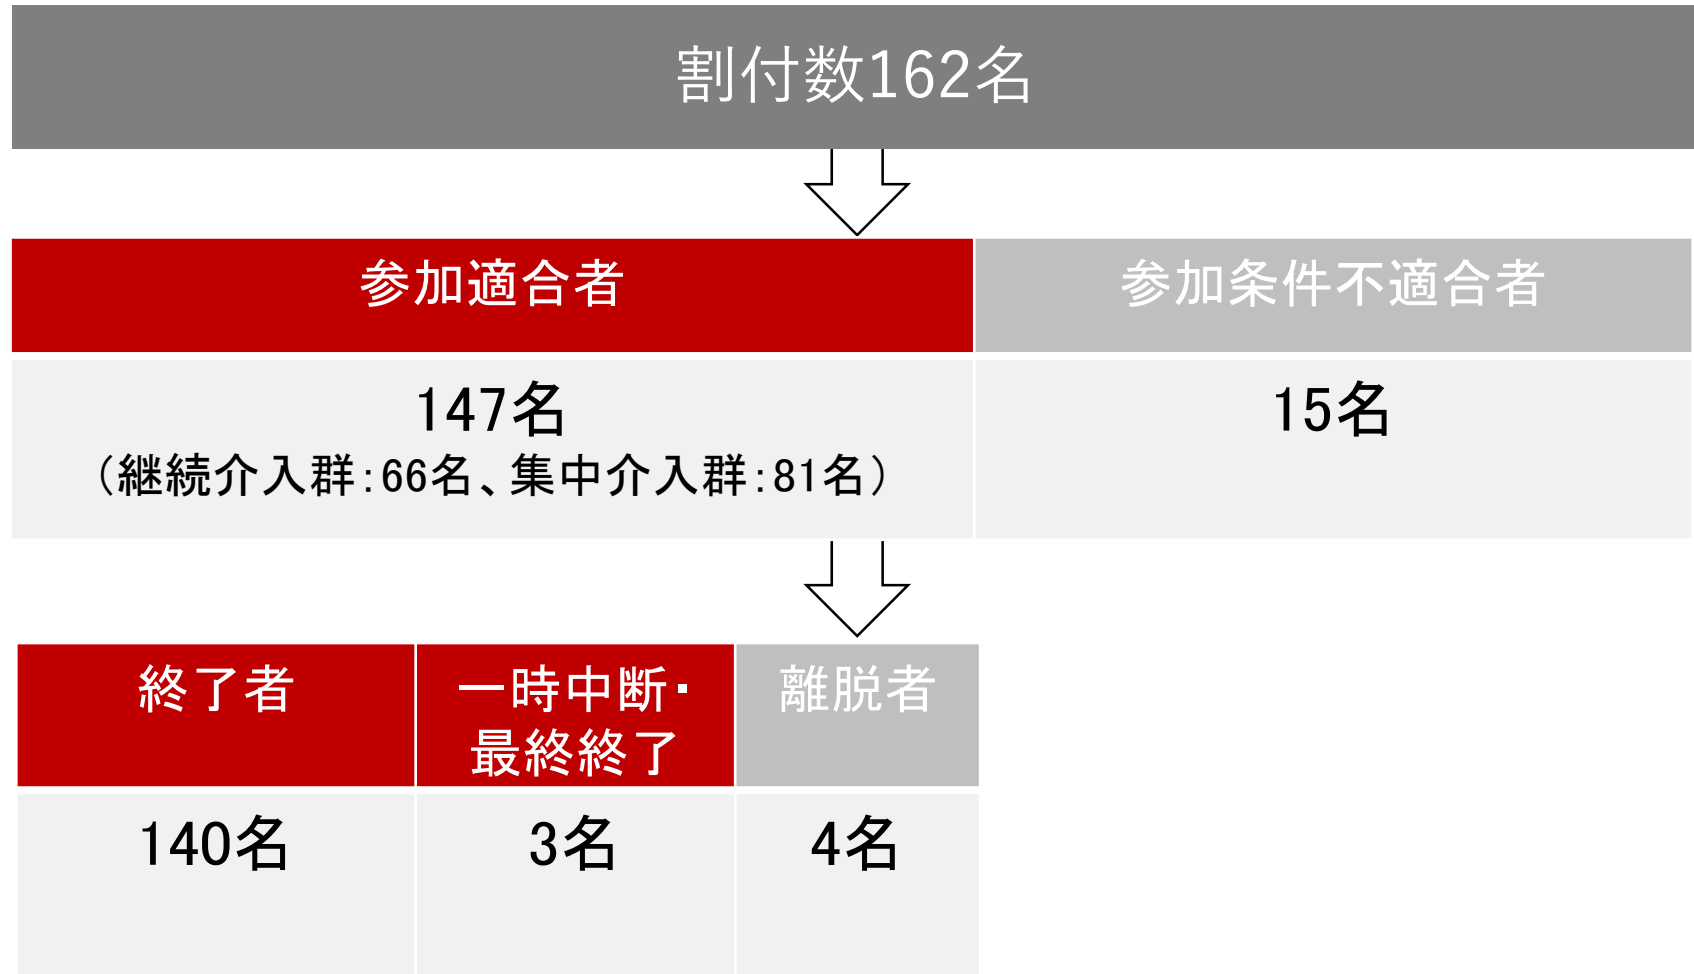 割付数162名
参加適合者
参加条件不適合者
147名
（継続介入群：66名、集中介入群：81名）
15名
終了者
一時中断・
最終終了
離脱者
140名
3名
4名